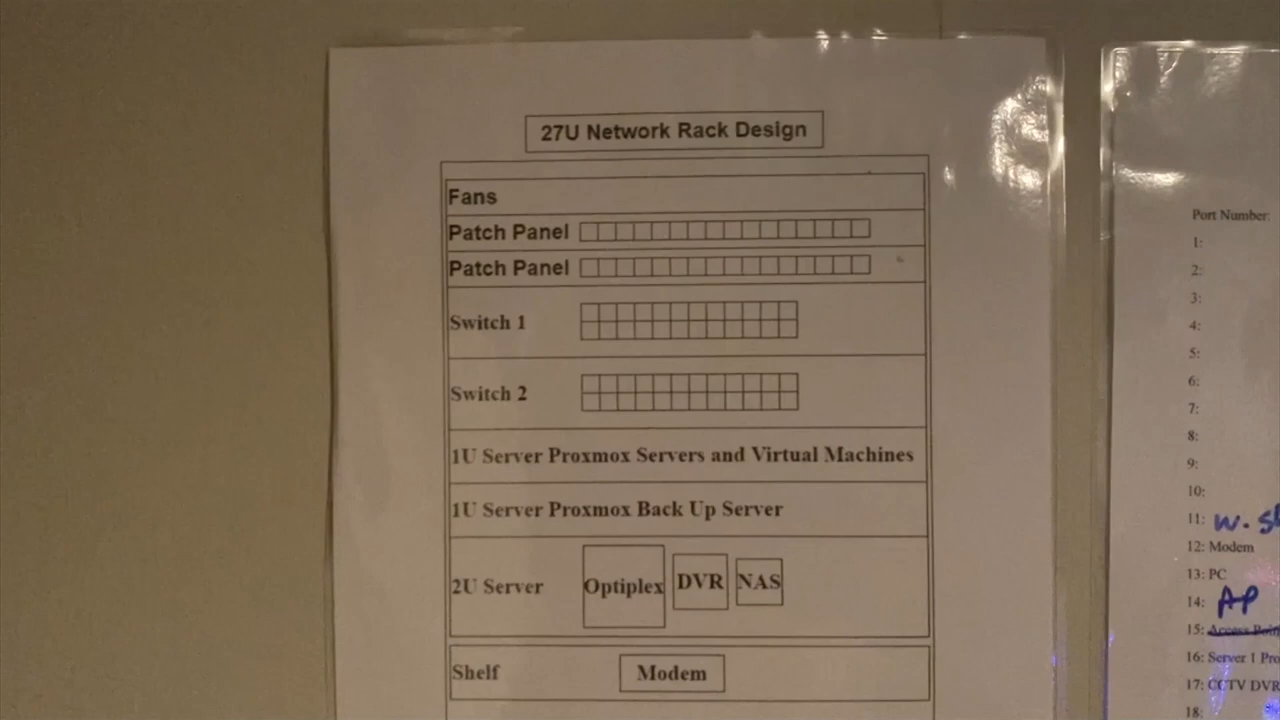 27U Network Rack Design
Fans
Patch Panel
Patch Panel
Switch 1
Switch 2
1U Server Proxmox Servers and Virtual Machines
1U Server Proxmox Back Up Server
2U Server Optiplex DVR NAS
Shelf Modem
Port Number:
1:
2:
3:
4:
5:
6:
7:
8:
9:
10:
11: W.
12: Modem
13: PC
14: AP
15: Access
16: Server 1
17: CCTV DVR
18: